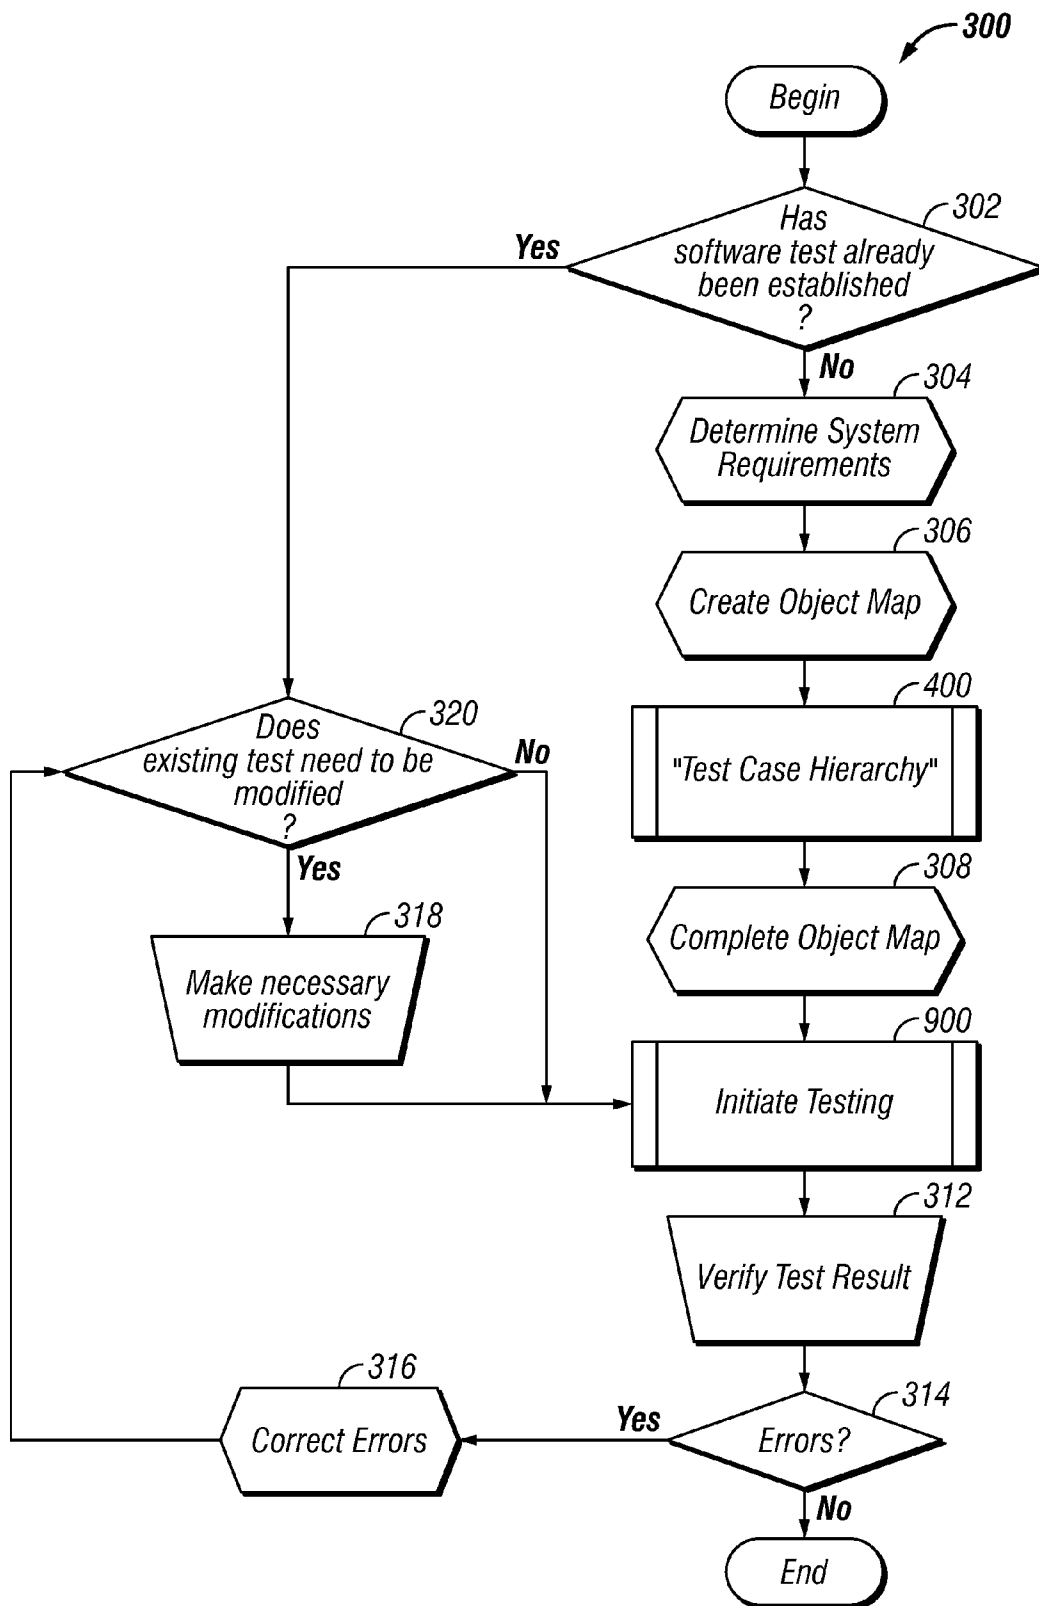 300
Begin
302
Has
software test already
been established
?
Yes
No
304
Determine System
Requirements
306
Create Object Map
400
"Test Case Hierarchy"
320
Does
existing test need to be
modified
?
No
Yes
308
Complete Object Map
318
Make necessary
modifications
900
Initiate Testing
312
Verify Test Result
314
Errors?
Yes
316
Correct Errors
No
End